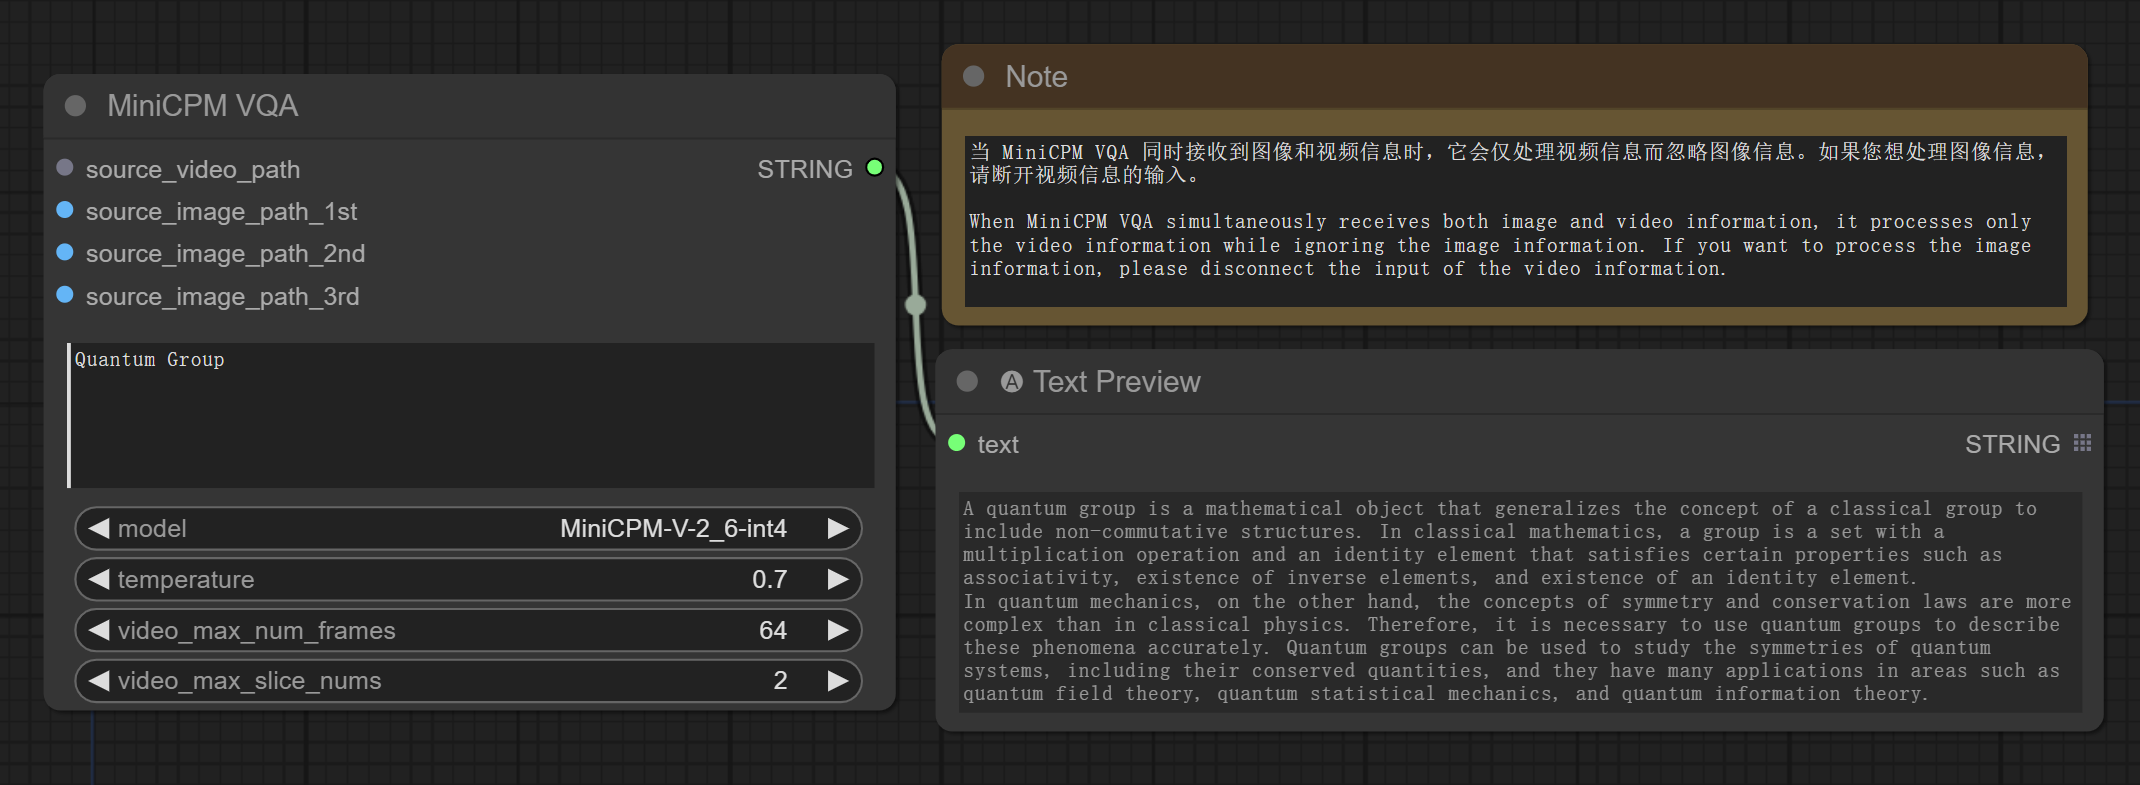 MiniCPM VQA
source_video_path
STRING
source_image_path_1st
source_image_path_2nd
source_image_path_3rd
Quantum Group
model
MiniCPM-V-2_6-int4
temperature
0.7
video_max_num_frames
64
video_max_slice_nums
2
Note
当 MiniCPM VQA 同时接收到图像和视频信息时，它会仅处理视频信息而忽略图像信息。如果您想处理图像信息，
请断开视频信息的输入。
When MiniCPM VQA simultaneously receives both image and video information, it processes only
the video information while ignoring the image information. If you want to process the image
information, please disconnect the input of the video information.
A Text Preview
text
STRING
A quantum group is a mathematical object that generalizes the concept of a classical group to
include non-commutative structures. In classical mathematics, a group is a set with a
multiplication operation and an identity element that satisfies certain properties such as
associativity, existence of inverse elements, and existence of an identity element.
In quantum mechanics, on the other hand, the concepts of symmetry and conservation laws are more
complex than in classical physics. Therefore, it is necessary to use quantum groups to describe
these phenomena accurately. Quantum groups can be used to study the symmetries of quantum
systems, including their conserved quantities, and they have many applications in areas such as
quantum field theory, quantum statistical mechanics, and quantum information theory.